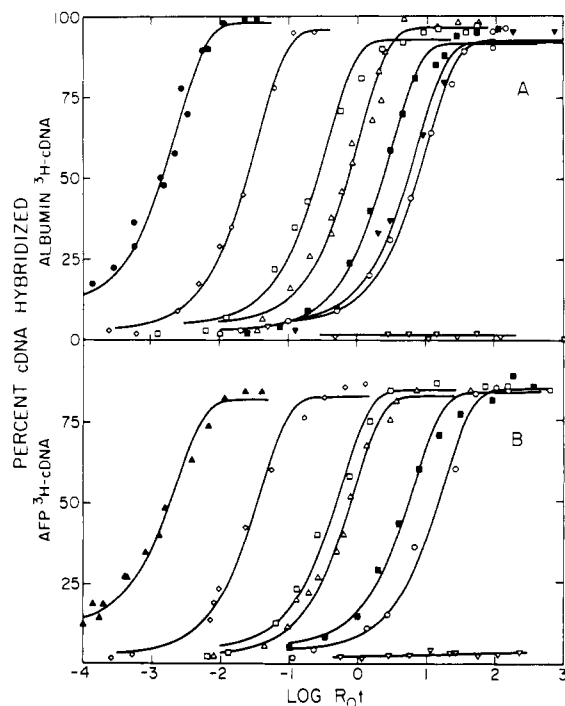 PERCENT cDNA HYBRIDIZED
ALBUMIN ³H-cDNA
100
75
50
25
0
A
AFP ³H-cDNA
75
50
25
0
B
-4 -3 -2 -1 0 1 2 3
LOG R₀t